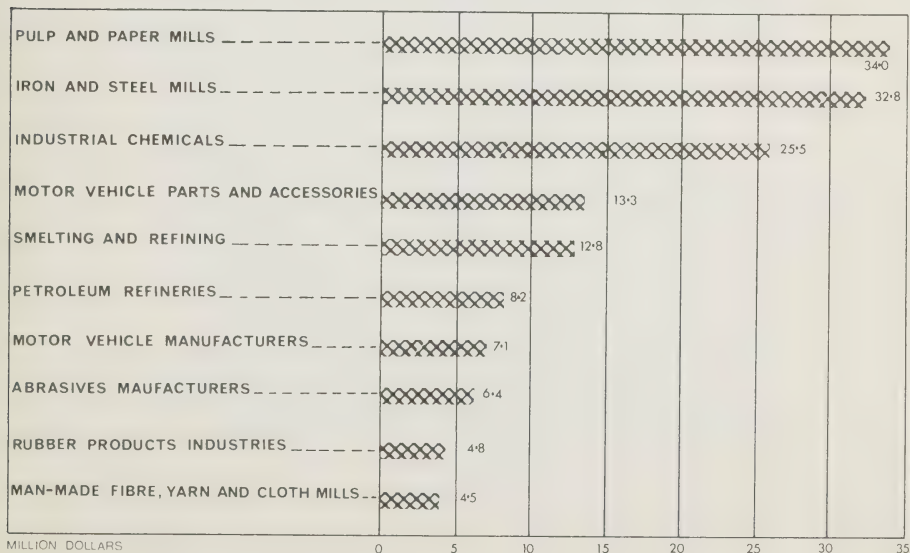 PULP AND PAPER MILLS
34·0
IRON AND STEEL MILLS
32·8
INDUSTRIAL CHEMICALS
25·5
MOTOR VEHICLE PARTS AND ACCESSORIES
13·3
SMELTING AND REFINING
12·8
PETROLEUM REFINERIES
8·2
MOTOR VEHICLE MANUFACTURERS
7·1
ABRASIVES MAUFACTURERS
6·4
RUBBER PRODUCTS INDUSTRIES
4·8
MAN-MADE FIBRE, YARN AND CLOTH MILLS
4·5
MILLION DOLLARS 0 5 10 15 20 25 30 35